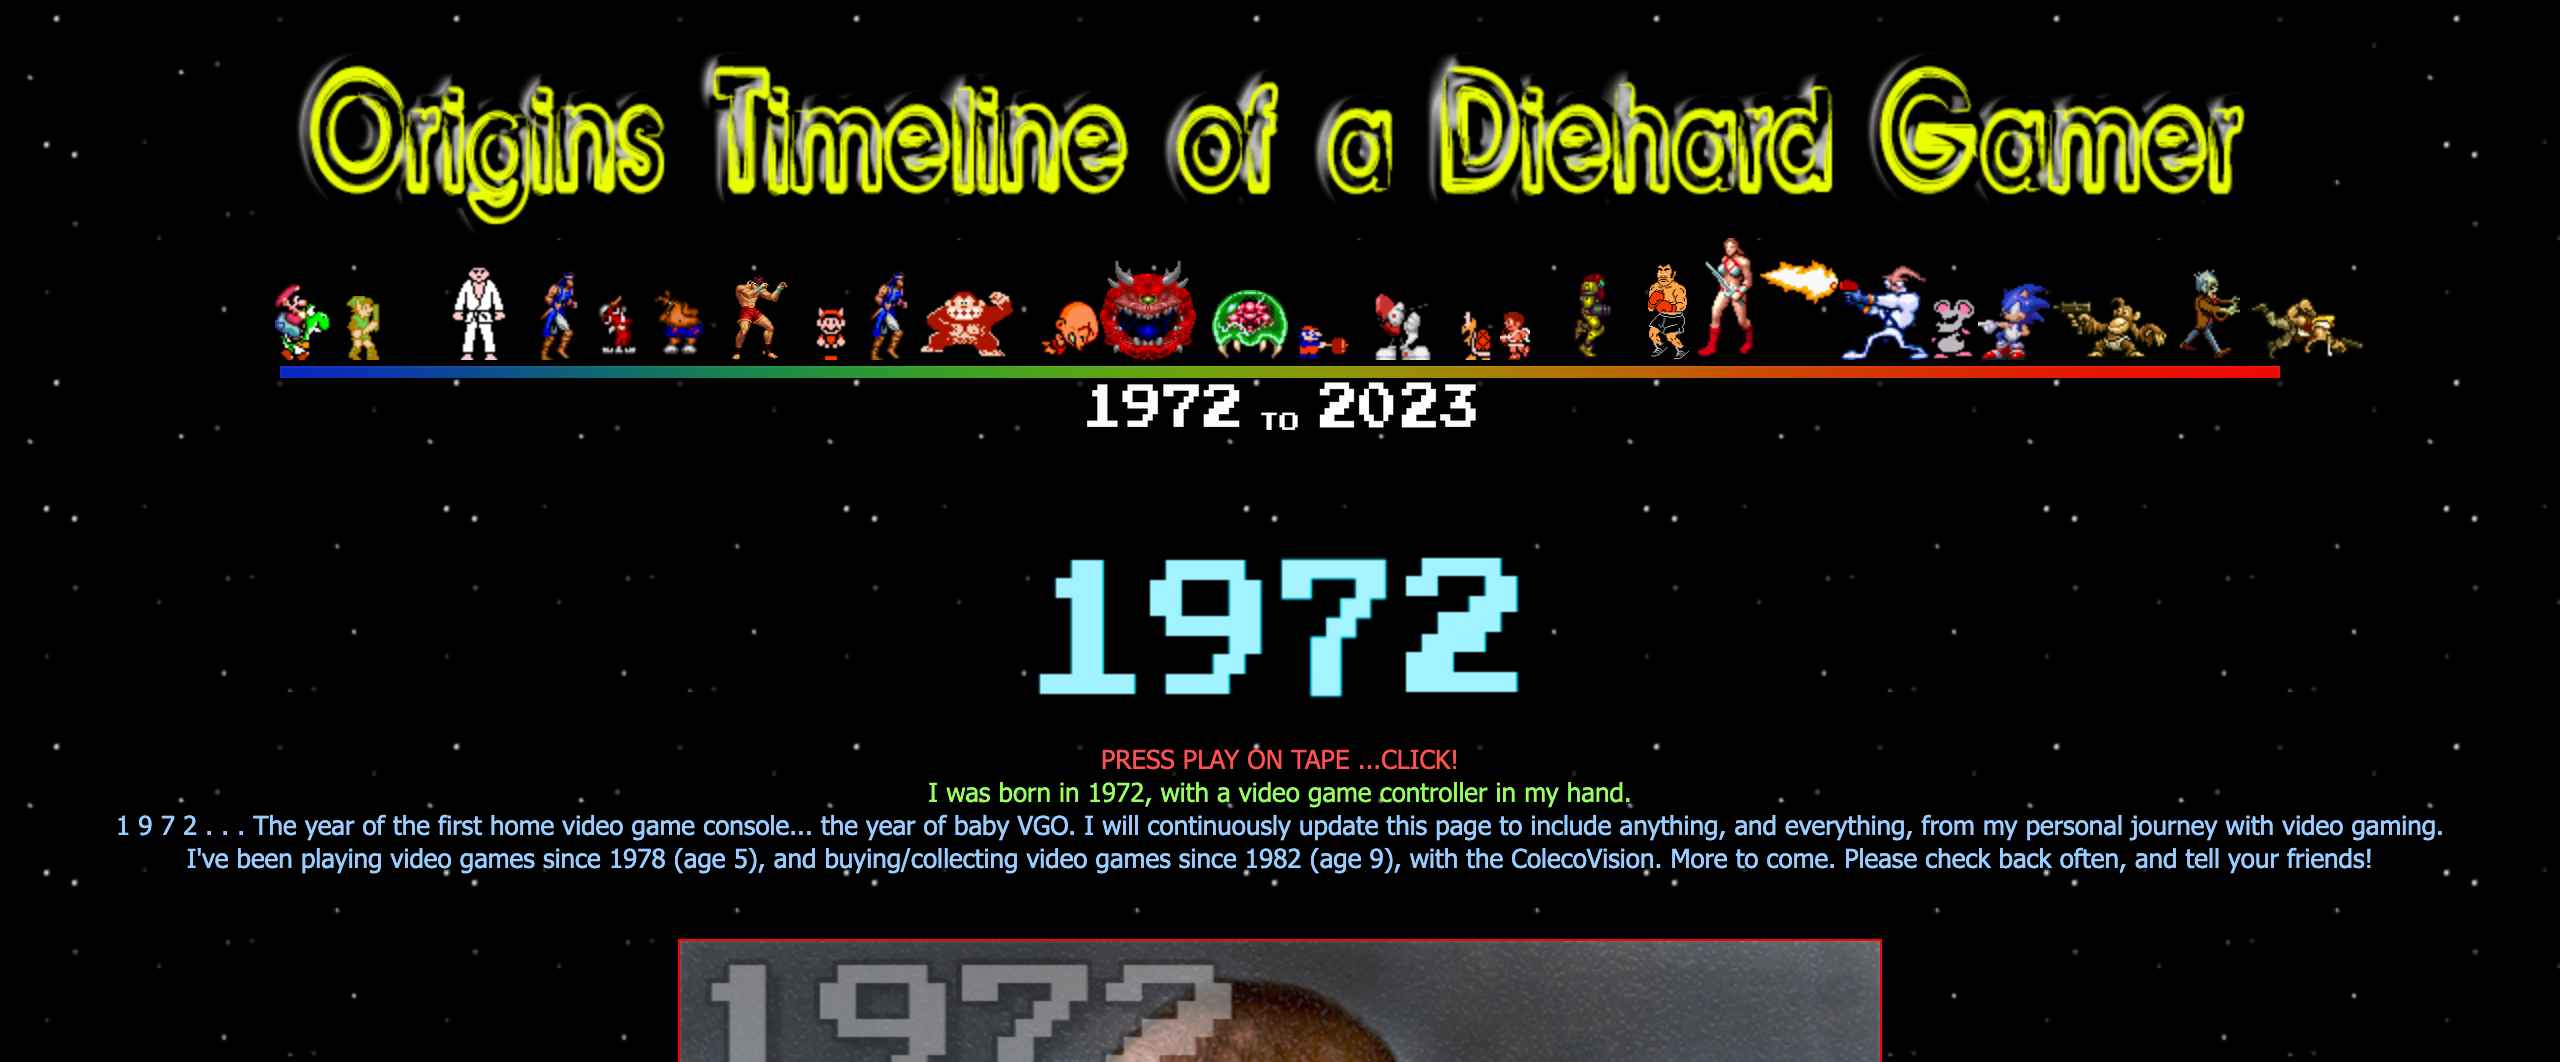 Origins Timeline of a Diehard Gamer
1972 TO 2023
1972
PRESS PLAY ON TAPE ...CLICK!
I was born in 1972, with a video game controller in my hand.
1 9 7 2 . . . The year of the first home video game console... the year of baby VGO. I will continuously update this page to include anything, and everything, from my personal journey with video gaming.
I've been playing video games since 1978 (age 5), and buying/collecting video games since 1982 (age 9), with the ColecoVision. More to come. Please check back often, and tell your friends!
1972